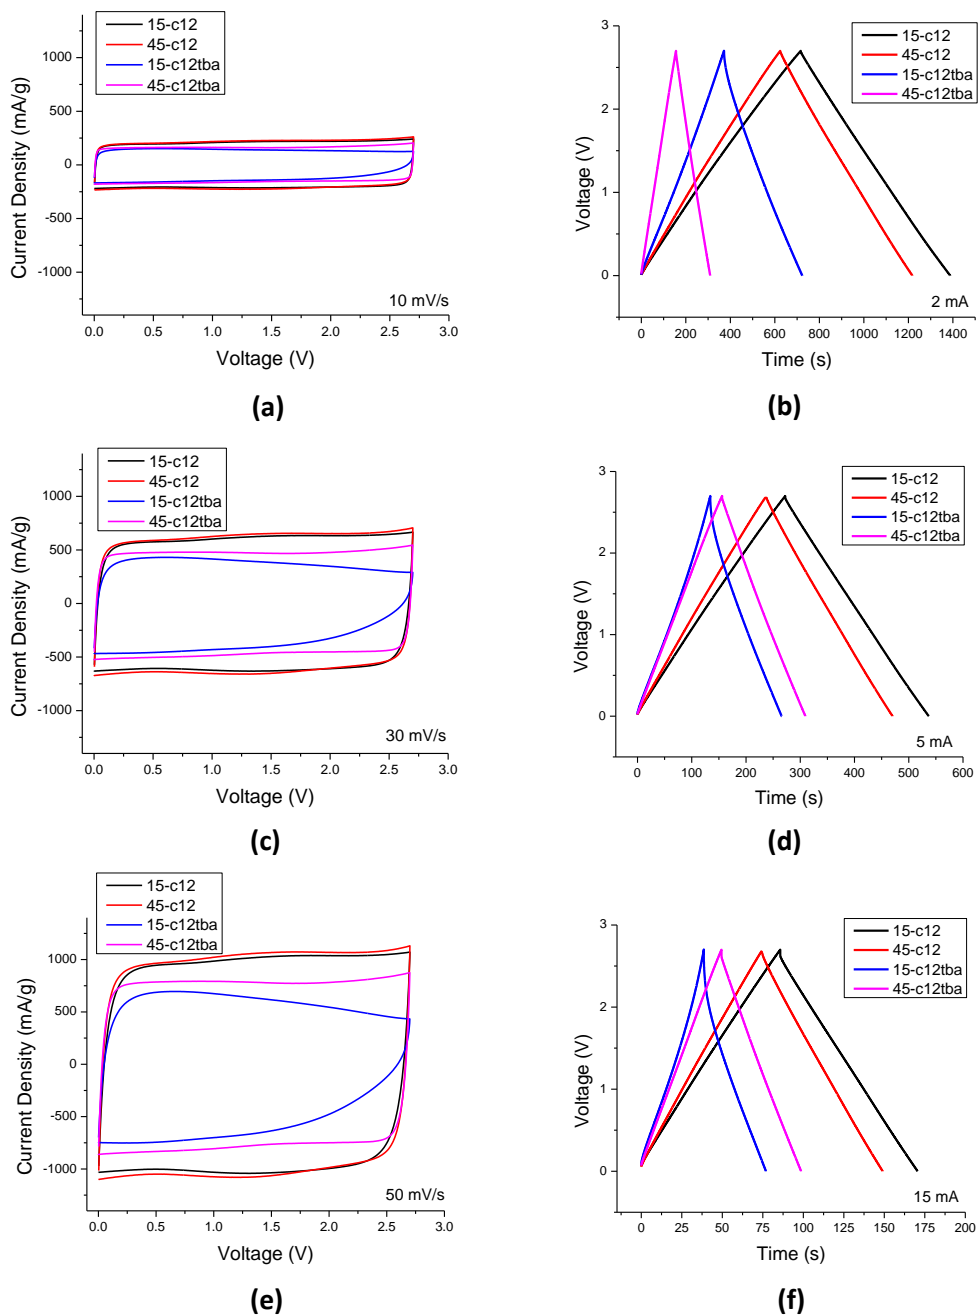 15-c12
45-c12
15-c12tba
45-c12tba
Current Density (mA/g)
1000
500
0
-500
-1000
0.0 0.5 1.0 1.5 2.0 2.5 3.0
10 mV/s
Voltage (V)
(a)
15-c12
45-c12
15-c12tba
45-c12tba
Voltage (V)
3
2
1
0
0 200 400 600 800 1000 1200 1400
2 mA
Time (s)
(b)
15-c12
45-c12
15-c12tba
45-c12tba
Current Density (mA/g)
1000
500
0
-500
-1000
0.0 0.5 1.0 1.5 2.0 2.5 3.0
30 mV/s
Voltage (V)
(c)
15-c12
45-c12
15-c12tba
45-c12tba
Voltage (V)
3
2
1
0
0 100 200 300 400 500 600
5 mA
Time (s)
(d)
15-c12
45-c12
15-c12tba
45-c12tba
Current Density (mA/g)
1000
500
0
-500
-1000
0.0 0.5 1.0 1.5 2.0 2.5 3.0
50 mV/s
Voltage (V)
(e)
15-c12
45-c12
15-c12tba
45-c12tba
Voltage (V)
3
2
1
0
0 25 50 75 100 125 150 175 200
15 mA
Time (s)
(f)